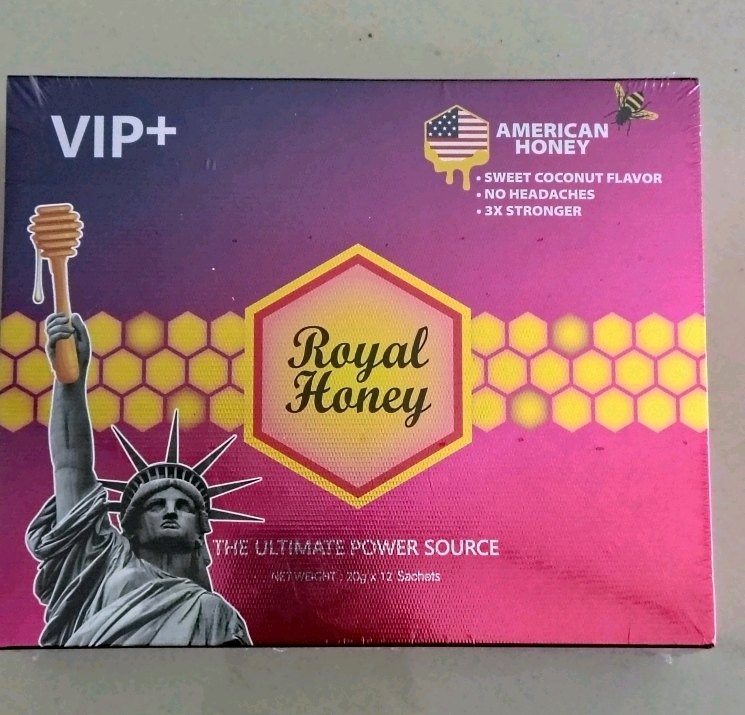 VIP+
AMERICAN
HONEY
• SWEET COCONUT FLAVOR
• NO HEADACHES
• 3X STRONGER
Royal
Honey
THE ULTIMATE POWER SOURCE
NET WEIGHT : 20g x 12 Sachets